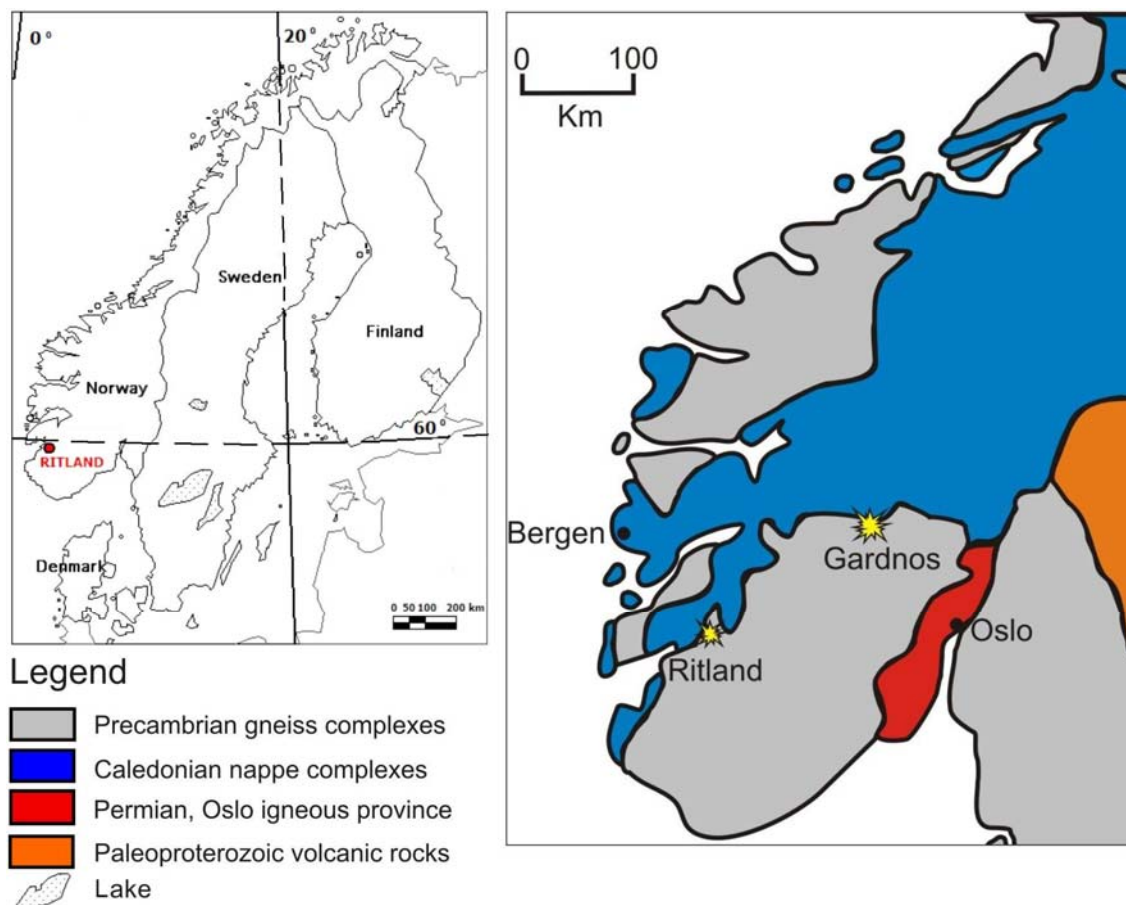 0°
20°
Sweden
Finland
Norway
60°
RITLAND
Denmark
0 50 100 200 km
0 100
Km
Bergen
Gardnos
Oslo
Ritland
Legend
Precambrian gneiss complexes
Caledonian nappe complexes
Permian, Oslo igneous province
Paleoproterozoic volcanic rocks
Lake